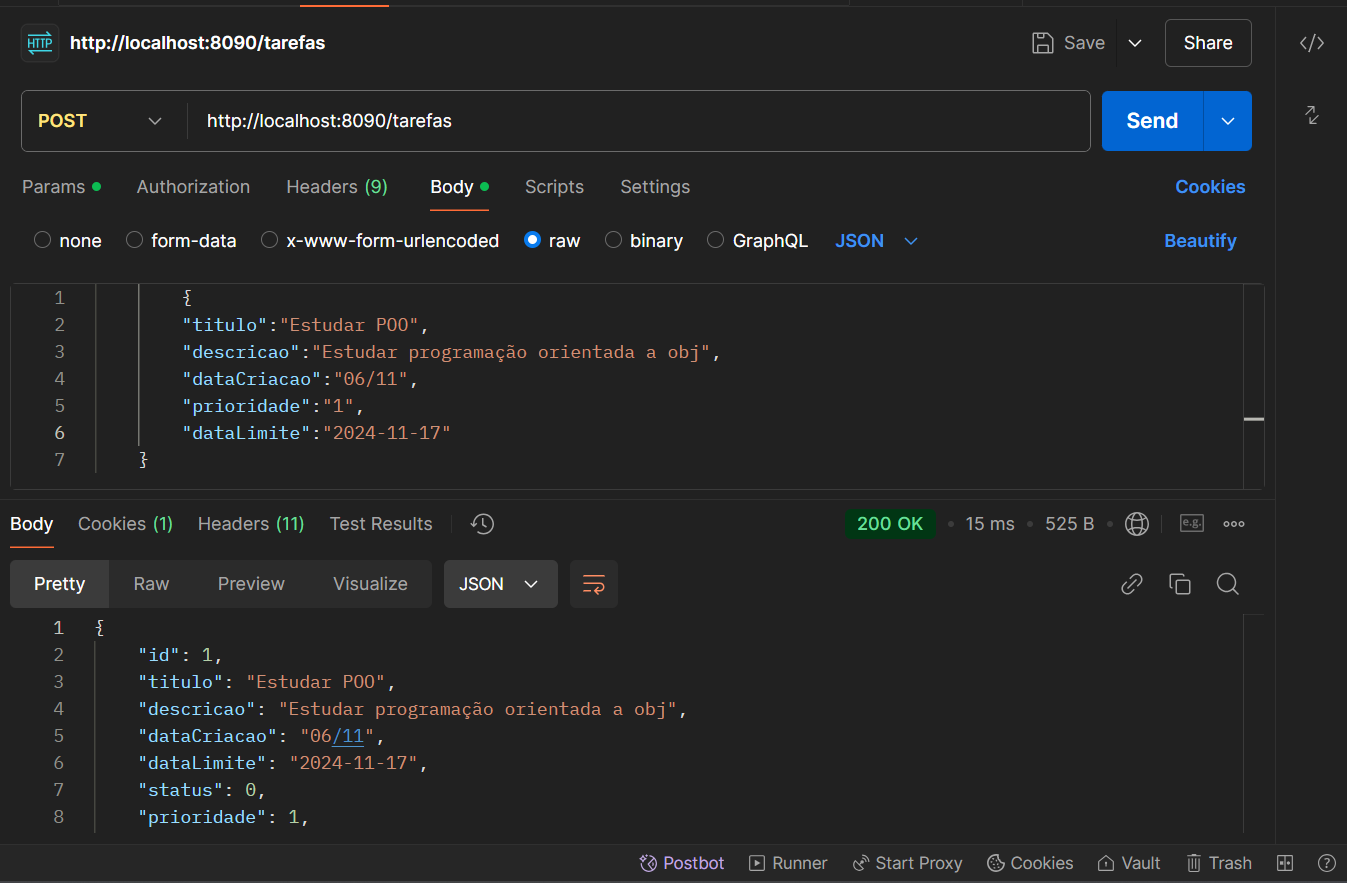 HTTP http://localhost:8090/tarefas Save Share </>
POST http://localhost:8090/tarefas Send
Params Authorization Headers (9) Body Scripts Settings Cookies
none form-data x-www-form-urlencoded raw binary GraphQL JSON Beautify
1 {
2 "titulo":"Estudar POO",
3 "descricao":"Estudar programação orientada a obj",
4 "dataCriacao":"06/11",
5 "prioridade":"1",
6 "dataLimite":"2024-11-17"
7 }
Body Cookies (1) Headers (11) Test Results 200 OK • 15 ms • 525 B • e.g.
Pretty Raw Preview Visualize JSON
1 {
2 "id": 1,
3 "titulo": "Estudar POO",
4 "descricao": "Estudar programação orientada a obj",
5 "dataCriacao": "06/11",
6 "dataLimite": "2024-11-17",
7 "status": 0,
8 "prioridade": 1,
Postbot Runner Start Proxy Cookies Vault Trash